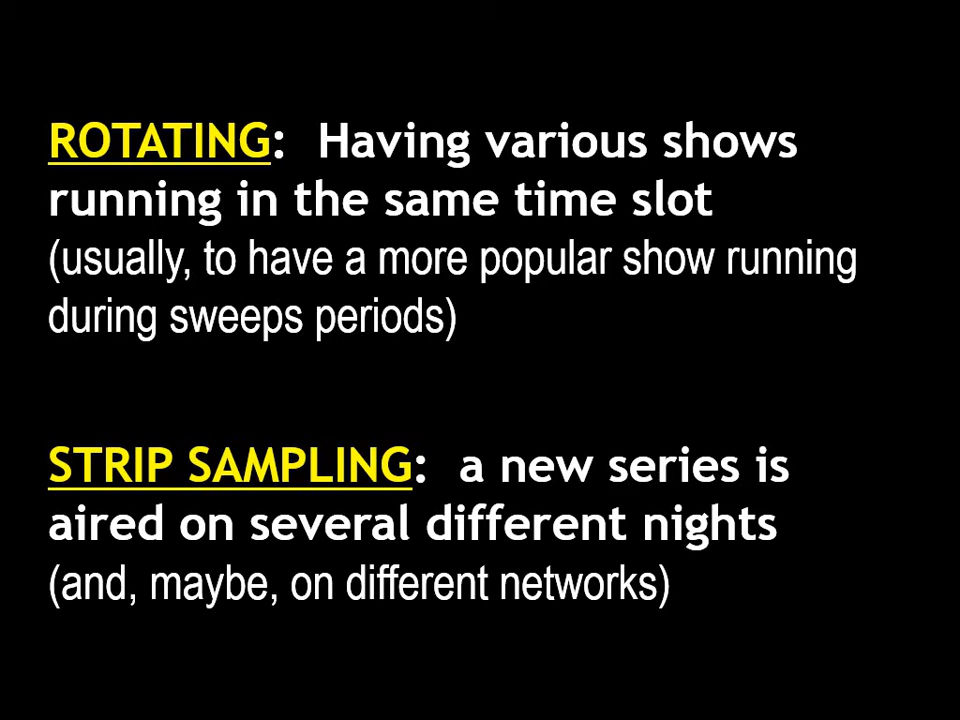 ROTATING: Having various shows
running in the same time slot
(usually, to have a more popular show running
during sweeps periods)
STRIP SAMPLING: a new series is
aired on several different nights
(and, maybe, on different networks)